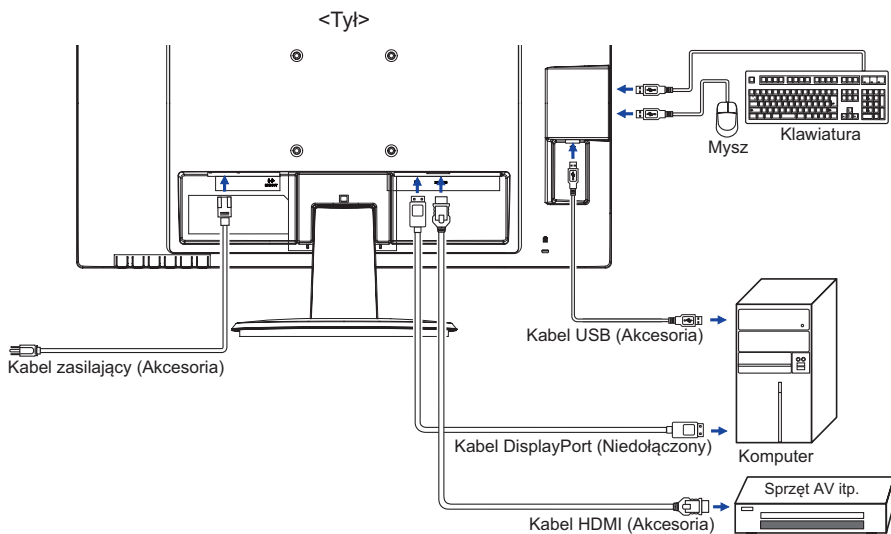 <Tył>
Klawiatura
Mysz
Kabel USB (Akcesoria)
Kabel zasilający (Akcesoria)
Kabel DisplayPort (Niedołączony)
Komputer
Sprzęt AV itp.
Kabel HDMI (Akcesoria)